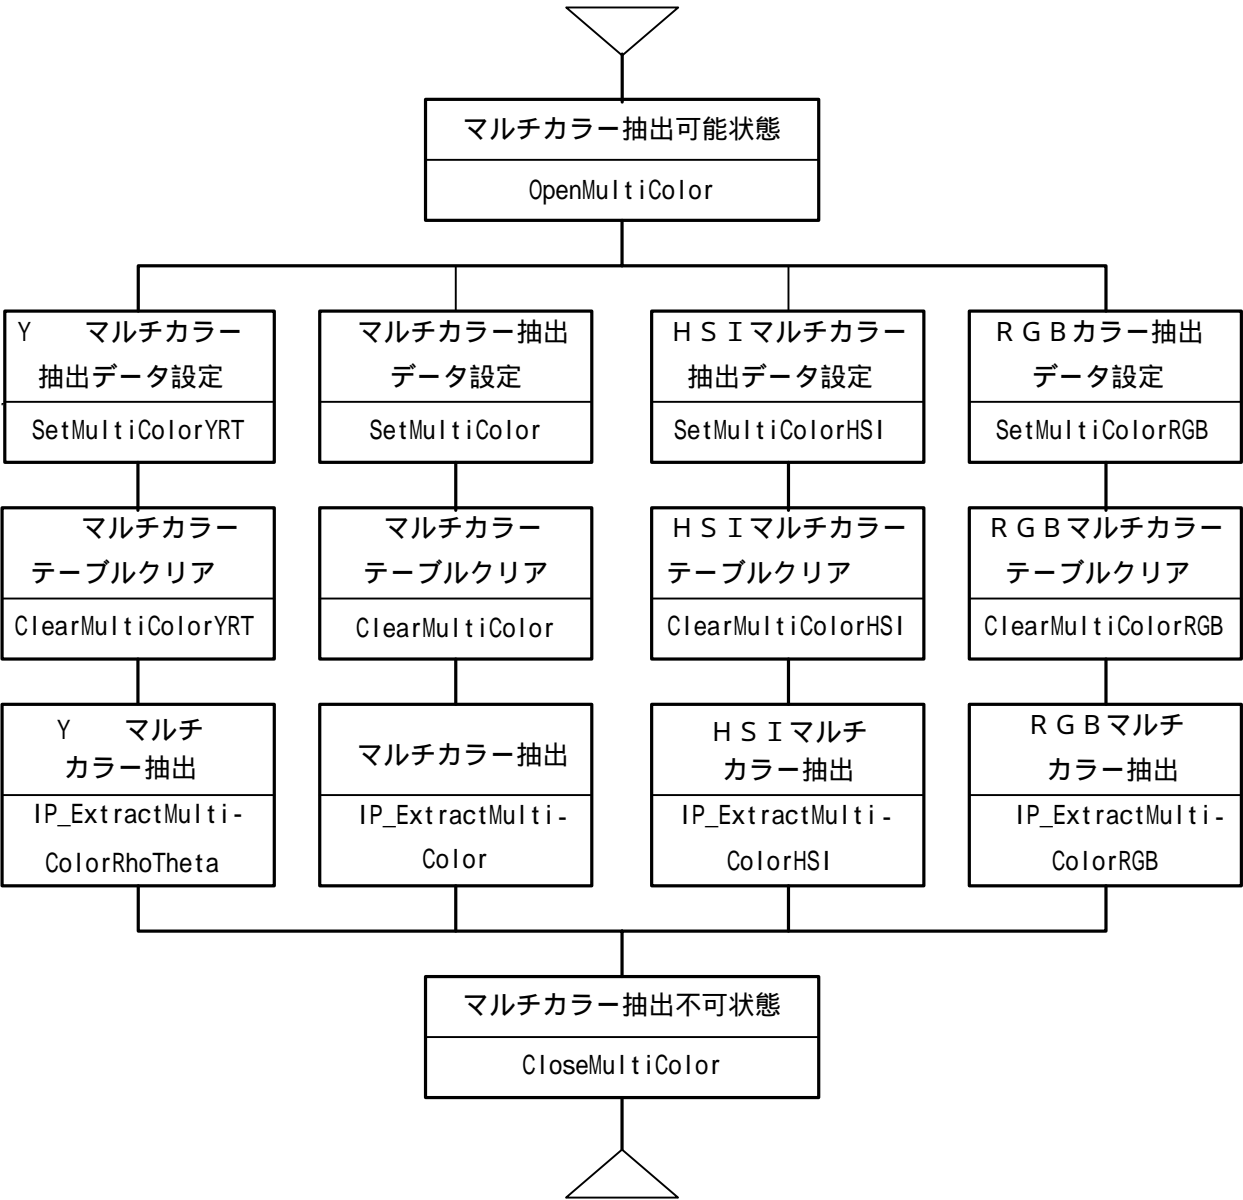 マルチカラー抽出可能状態
OpenMultiColor
Y マルチカラー
抽出データ設定
SetMultiColorYRT
マルチカラー抽出
データ設定
SetMultiColor
ＨＳＩマルチカラー
抽出データ設定
SetMultiColorHSI
ＲＧＢカラー抽出
データ設定
SetMultiColorRGB
マルチカラー
テーブルクリア
ClearMultiColorYRT
マルチカラー
テーブルクリア
ClearMultiColor
ＨＳＩマルチカラー
テーブルクリア
ClearMultiColorHSI
ＲＧＢマルチカラー
テーブルクリア
ClearMultiColorRGB
Y マルチ
カラー抽出
IP_ExtractMulti-
ColorRhoTheta
マルチカラー抽出
IP_ExtractMulti-
Color
ＨＳＩマルチ
カラー抽出
IP_ExtractMulti-
ColorHSI
ＲＧＢマルチ
カラー抽出
IP_ExtractMulti-
ColorRGB
マルチカラー抽出不可状態
CloseMultiColor